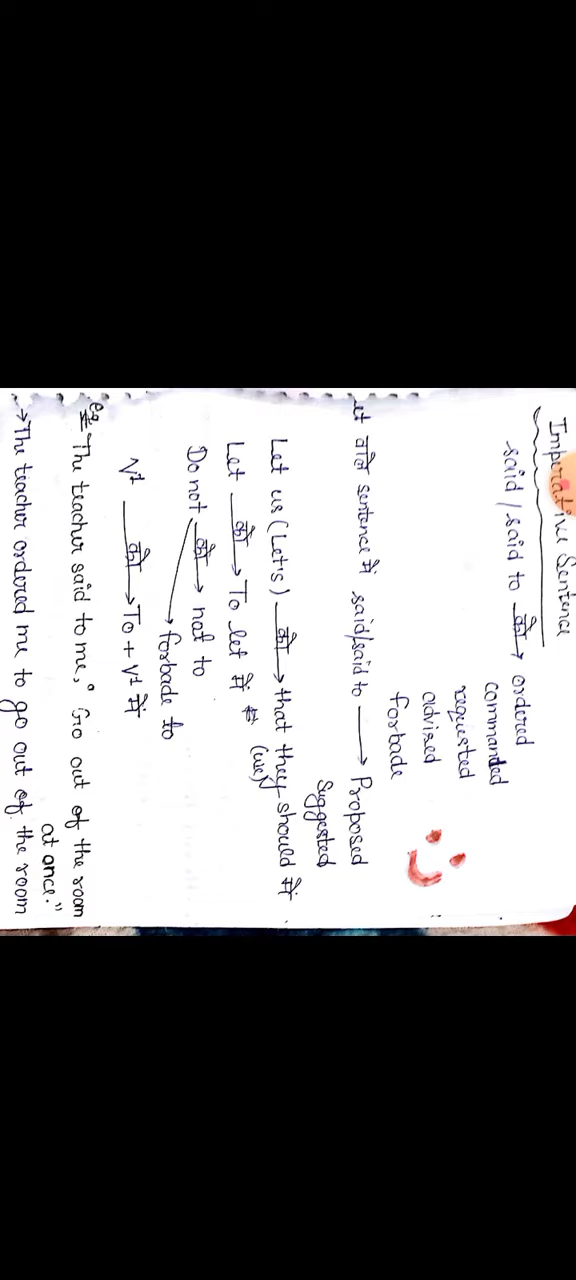 Imperative Sentence
said / said to को → ordered
commanded
requested
advised
forbade
let वाले sentence में said/said to → Proposed
Suggested
Let us (Let's) को → that they should में
(we)
Let को → To let में
Do not को → not to
→ forbade to
V¹ को → To + V¹ में
eg "The teacher said to me," Go out of the room
at once."
→ The teacher ordered me to go out of the room